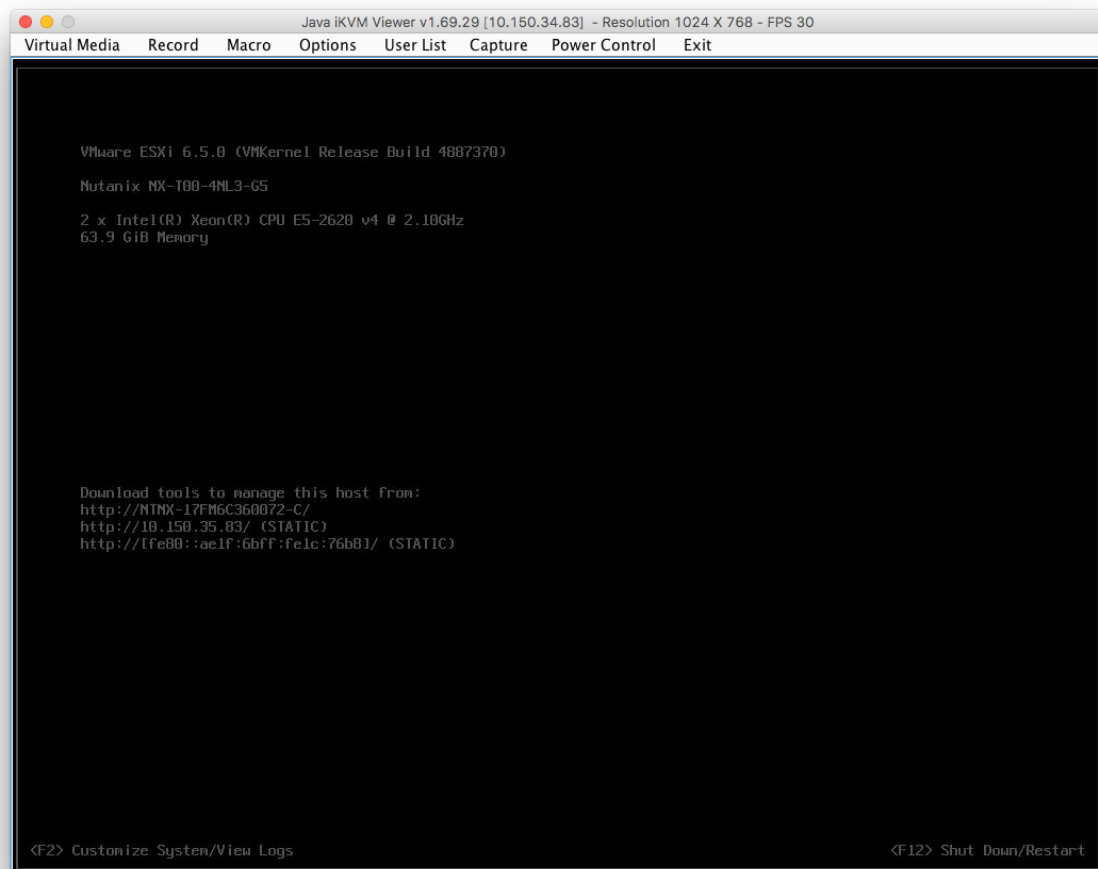 Java iKVM Viewer v1.69.29 [10.150.34.83] - Resolution 1024 X 768 - FPS 30
Virtual Media Record Macro Options User List Capture Power Control Exit
VMware ESXi 6.5.0 (VMKernel Release Build 4887370)
Nutanix NX-T00-4NL3-G5
2 x Intel(R) Xeon(R) CPU E5-2620 v4 @ 2.10GHz
63.9 GiB Memory
Download tools to manage this host from:
http://NTNX-17FM6C360072-C/
http://10.150.35.83/ (STATIC)
http://[fe80::ae1f:6bff:fe1c:76b8]/ (STATIC)
<F2> Customize System/View Logs <F12> Shut Down/Restart